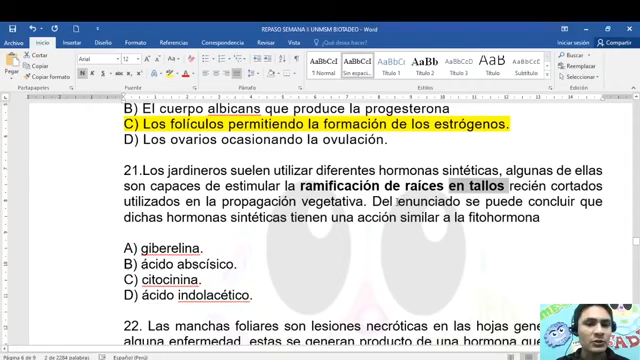 REPASO SEMANA II UNMSM BIOTADEO - Word
Archivo Inicio Insertar Diseño Formato Referencias Correspondencia Revisar Vista ¿Qué desea hacer? Iniciar sesión Compartir
Pegar
Cortar
Copiar
Copiar formato
Portapapeles
Fuente
Párrafo
AaBbCcI
1 Normal
AaBbCcI
Sin espaci...
AaBbC
Título 1
AaBb
Título 2
AaBbCcl
Título 3
AaB
Título
AaBbCcE
Subtítulo
Estilos
Buscar
Reemplazar
Seleccionar
Edición
B) El cuerpo albicans que produce la progesterona
C) Los folículos permitiendo la formación de los estrógenos.
D) Los ovarios ocasionando la ovulación.
21.Los jardineros suelen utilizar diferentes hormonas sintéticas, algunas de ellas
son capaces de estimular la ramificación de raíces en tallos recién cortados
utilizados en la propagación vegetativa. Del enunciado se puede concluir que
dichas hormonas sintéticas tienen una acción similar a la fitohormona
A) giberelina.
B) ácido abscísico.
C) citocinina.
D) ácido indolacético.
22. Las manchas foliares son lesiones necróticas en las hojas
alguna enfermedad, estas se generan producto de una hormona
Página 6 de 9 2 de 2284 palabras Español (Perú)